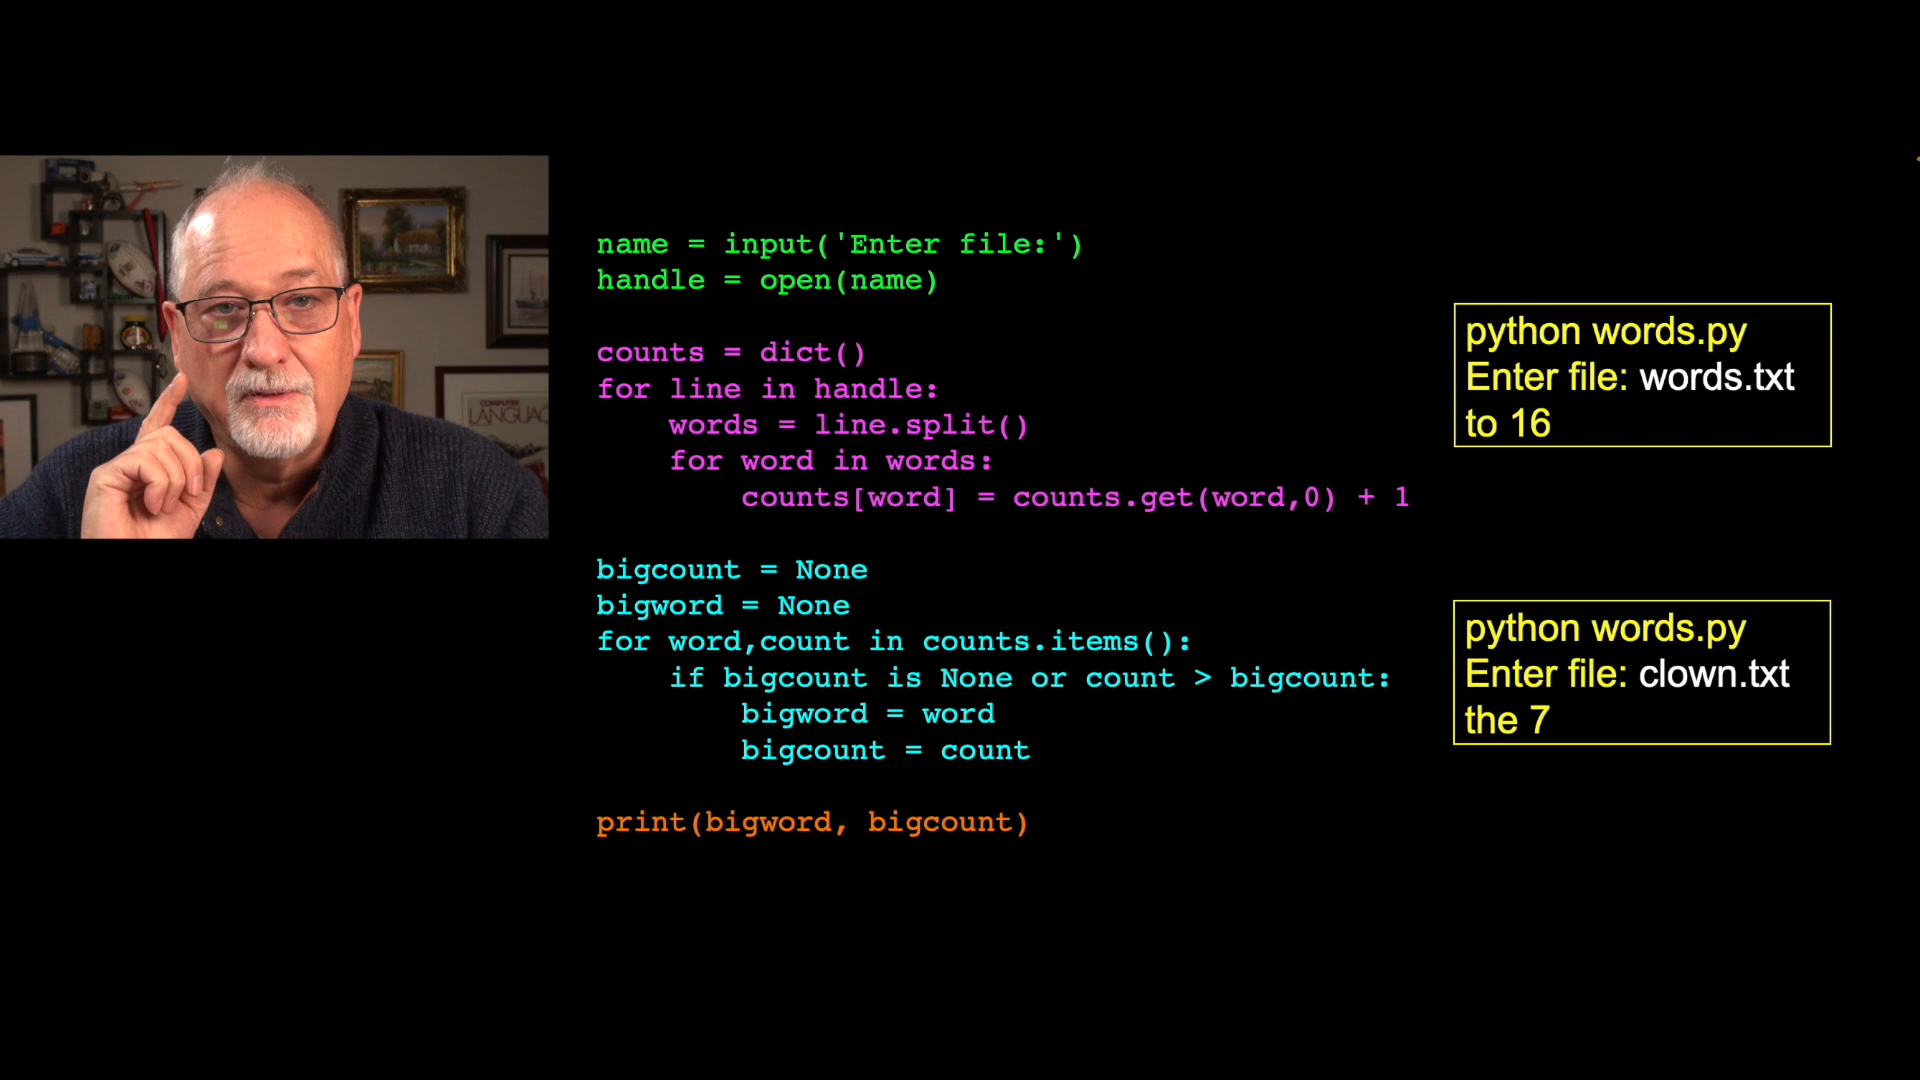 COMPUTER
name = input('Enter file:')
handle = open(name)
counts = dict()
for line in handle:
    words = line.split()
    for word in words:
        counts[word] = counts.get(word,0) + 1
bigcount = None
bigword = None
for word,count in counts.items():
    if bigcount is None or count > bigcount:
        bigword = word
        bigcount = count
print(bigword, bigcount)
python words.py
Enter file: words.txt
to 16
python words.py
Enter file: clown.txt
the 7